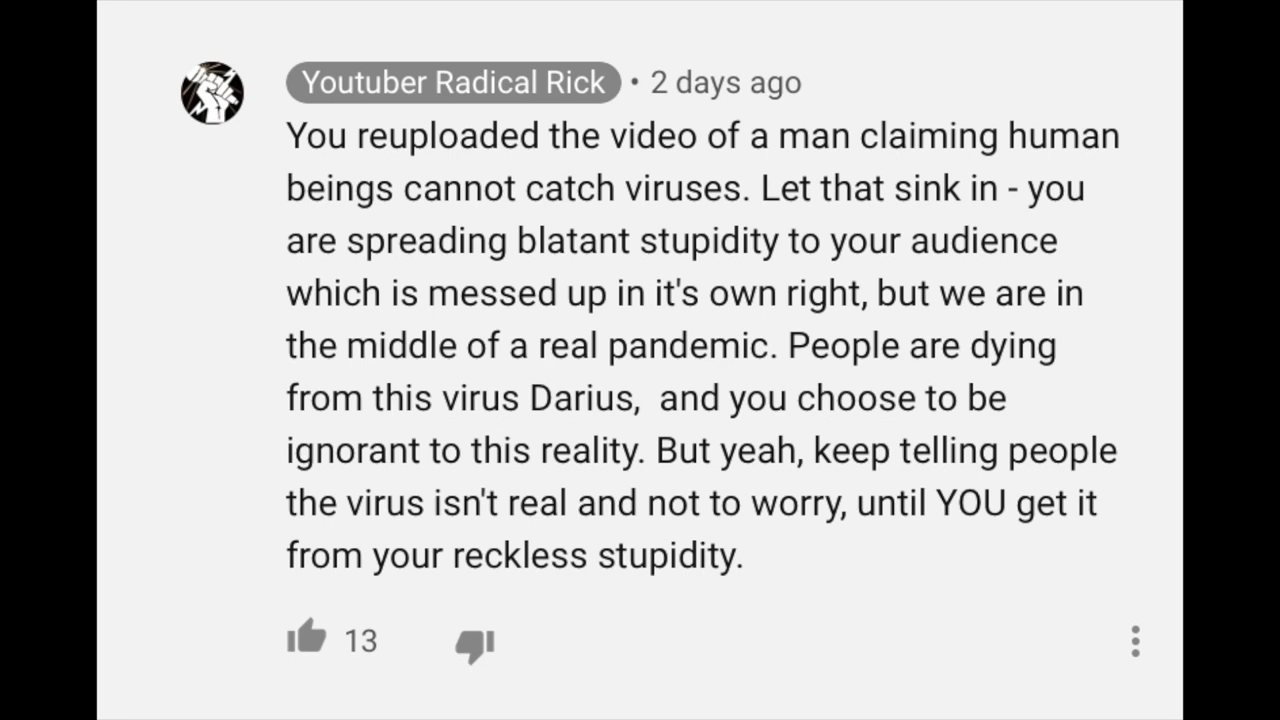 Youtuber Radical Rick • 2 days ago
You reuploaded the video of a man claiming human
beings cannot catch viruses. Let that sink in - you
are spreading blatant stupidity to your audience
which is messed up in it's own right, but we are in
the middle of a real pandemic. People are dying
from this virus Darius,  and you choose to be
ignorant to this reality. But yeah, keep telling people
the virus isn't real and not to worry, until YOU get it
from your reckless stupidity.
13